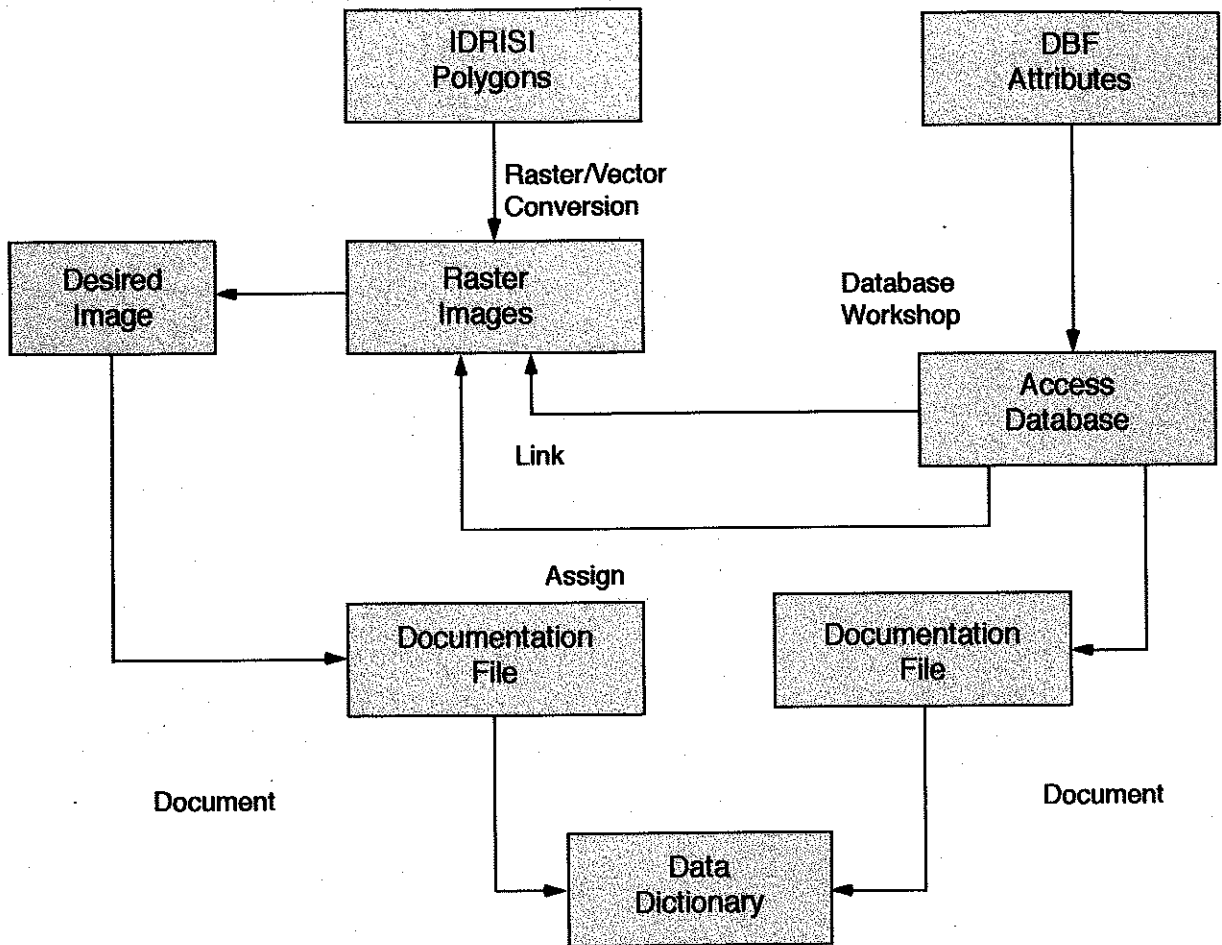 IDRISI
Polygons
DBF
Attributes
Raster/Vector
Conversion
Desired
Image
Raster
Images
Database
Workshop
Access
Database
Link
Assign
Documentation
File
Documentation
File
Document
Document
Data
Dictionary